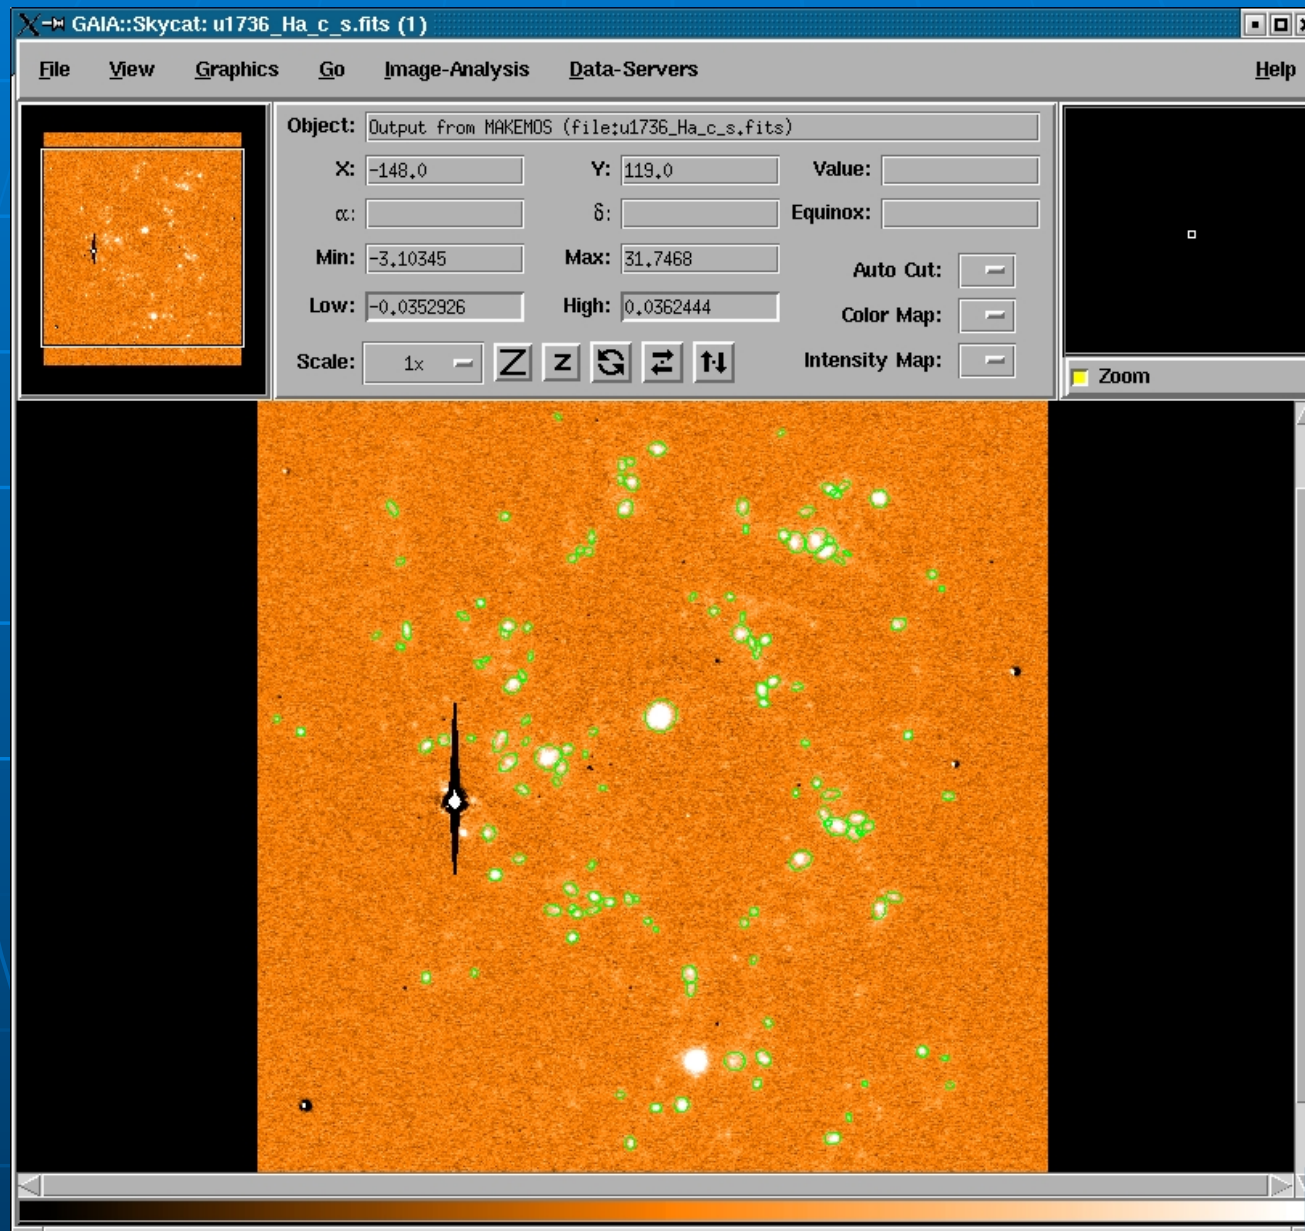 GAIA::Skycat: u1736_Ha_c_s.fits (1)
File View Graphics Go Image-Analysis Data-Servers Help
Object: Output from MAKEMOS (file:u1736_Ha_c_s.fits)
X: -148.0 Y: 119.0 Value:
α: δ: Equinox:
Min: -3.10345 Max: 31.7468 Auto Cut:
Low: -0.0352926 High: 0.0362444 Color Map:
Scale: 1x Z z Intensity Map:
Zoom